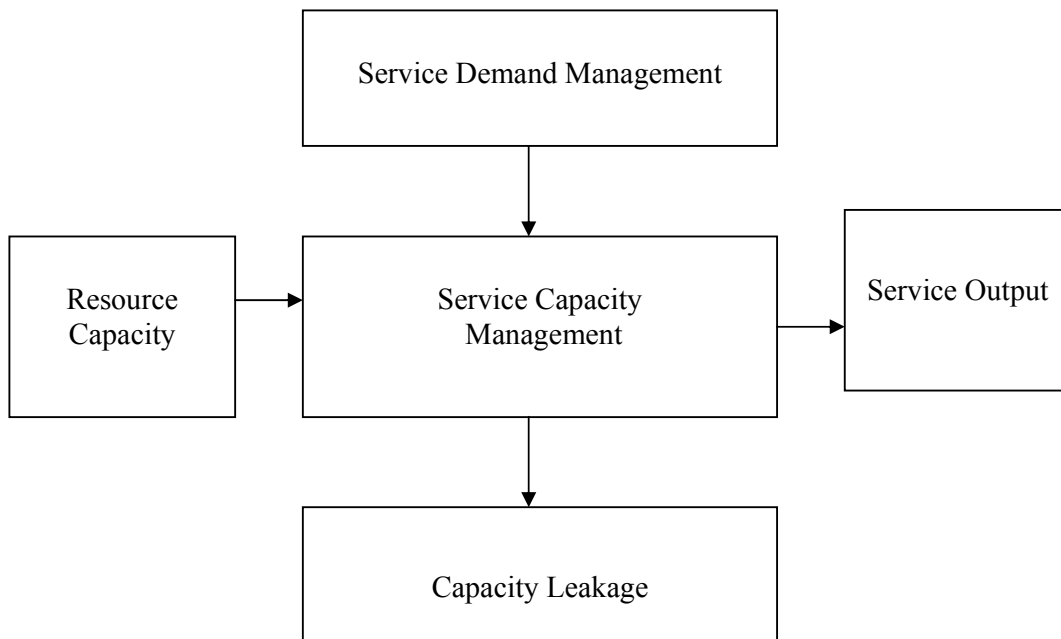 Service Demand Management
Resource
Capacity
Service Capacity
Management
Service Output
Capacity Leakage